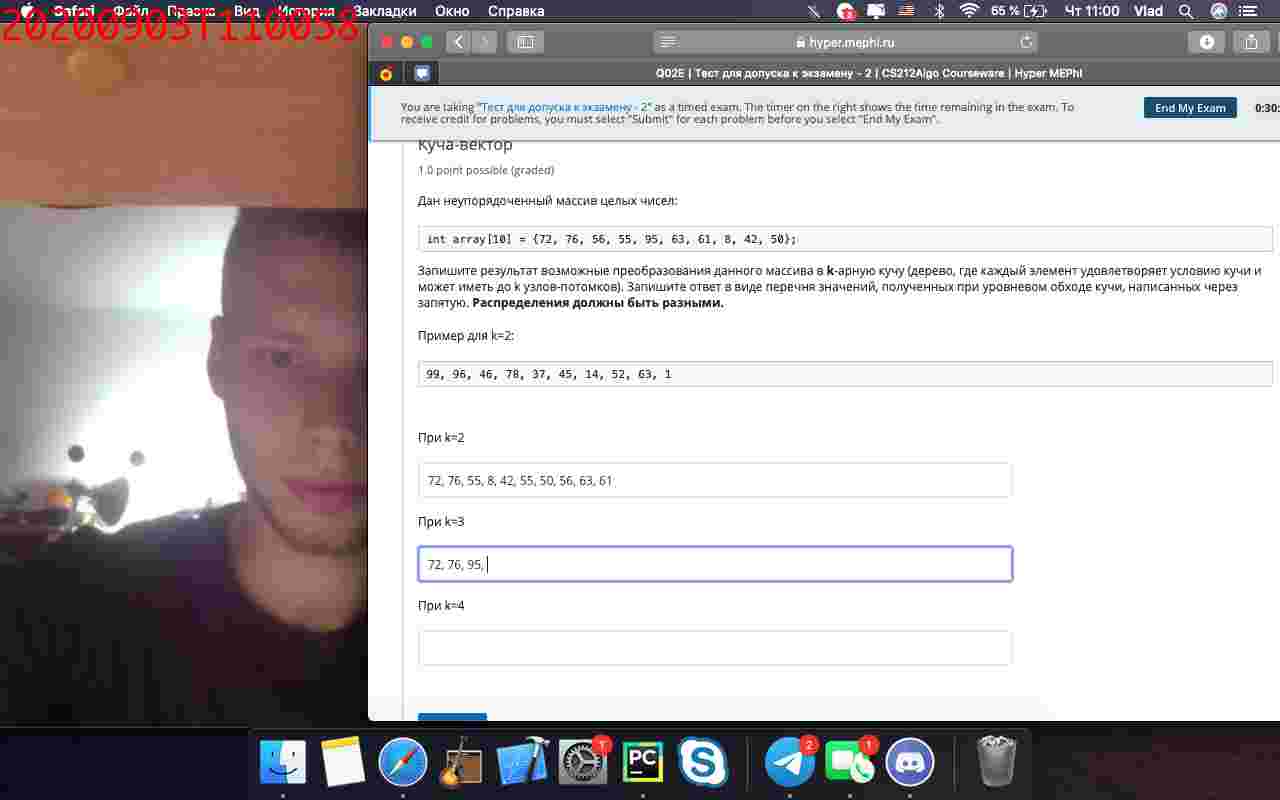 Safari Файл Правка Вид История Закладки Окно Справка
65 % Чт 11:00 Vlad
20200903T110038
hyper.mephi.ru
Q02E | Тест для допуска к экзамену - 2 | CS212Algo Courseware | Hyper MEPhI
You are taking "Тест для допуска к экзамену - 2" as a timed exam. The timer on the right shows the time remaining in the exam. To
receive credit for problems, you must select "Submit" for each problem before you select "End My Exam".
End My Exam
0:30:
Куча-вектор
1.0 point possible (graded)
Дан неупорядоченный массив целых чисел:
int array[10] = {72, 76, 56, 55, 95, 63, 61, 8, 42, 50};
Запишите результат возможные преобразования данного массива в k-арную кучу (дерево, где каждый элемент удовлетворяет условию кучи и
может иметь до k узлов-потомков). Запишите ответ в виде перечня значений, полученных при уровневом обходе кучи, написанных через
запятую. Распределения должны быть разными.
Пример для k=2:
99, 96, 46, 78, 37, 45, 14, 52, 63, 1
При k=2
72, 76, 55, 8, 42, 55, 50, 56, 63, 61
При k=3
72, 76, 95,
При k=4
1
PC
2
1